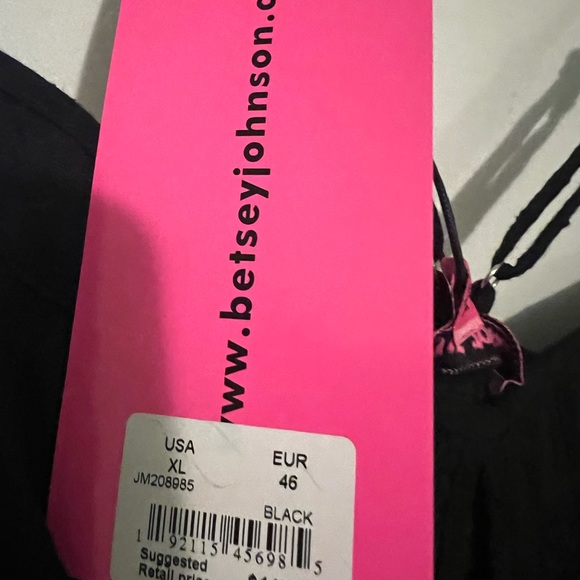 www.betseyjohnson.c
USA
XL
JM208985
EUR
46
BLACK
1 92115 45698 5
Suggested
Retail price